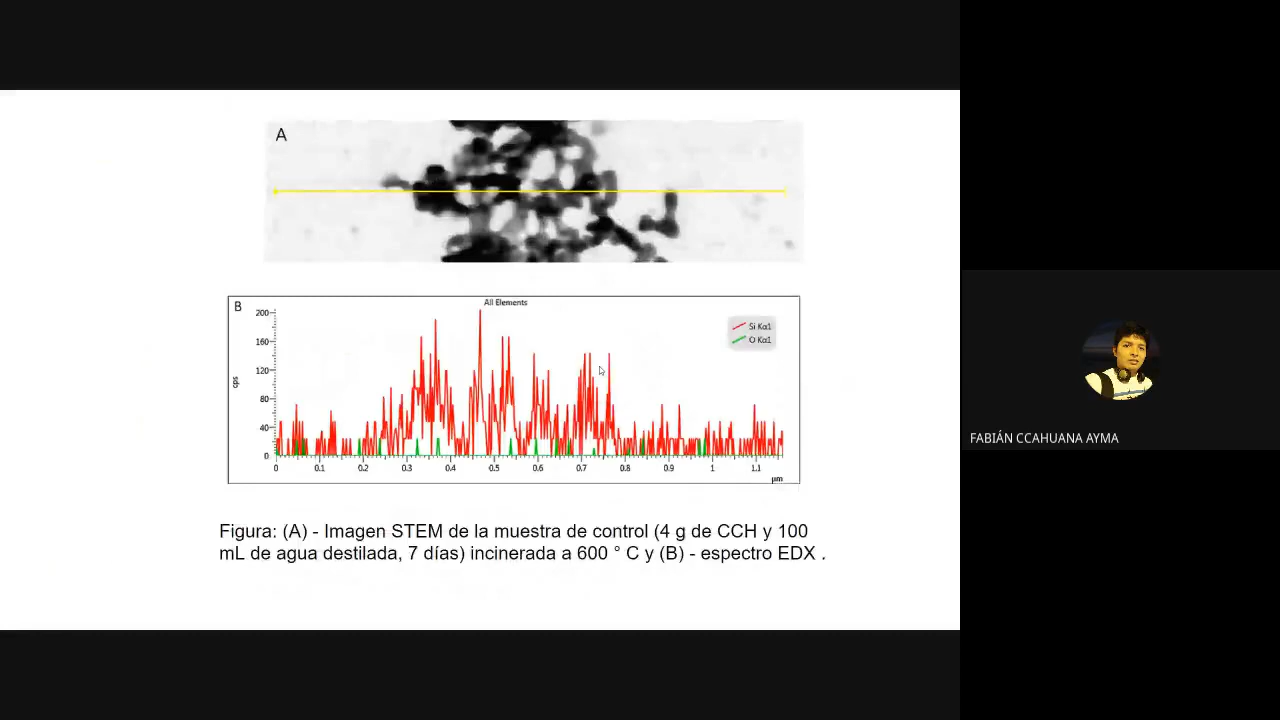 A
B
All Elements
200
160
120
80
40
0
cps
Si Kα1
O Kα1
0 0.1 0.2 0.3 0.4 0.5 0.6 0.7 0.8 0.9 1 1.1
μm
Figura: (A) - Imagen STEM de la muestra de control (4 g de CCH y 100
mL de agua destilada, 7 días) incinerada a 600 ° C y (B) - espectro EDX .
FABIÁN CCAHUANA AYMA